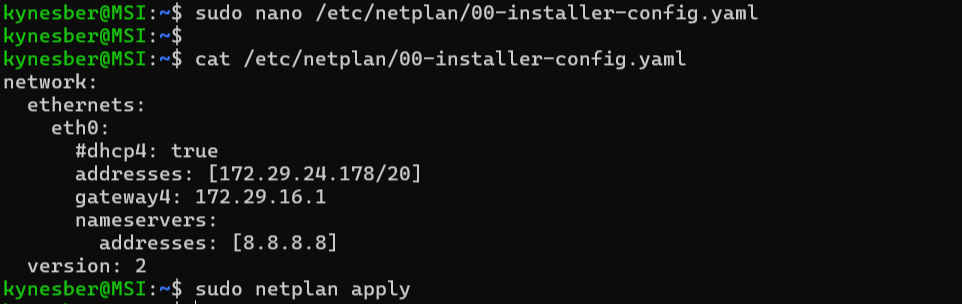 kynesber@MSI:~$ sudo nano /etc/netplan/00-installer-config.yaml
kynesber@MSI:~$
kynesber@MSI:~$ cat /etc/netplan/00-installer-config.yaml
network:
  ethernets:
    eth0:
      #dhcp4: true
      addresses: [172.29.24.178/20]
      gateway4: 172.29.16.1
      nameservers:
        addresses: [8.8.8.8]
  version: 2
kynesber@MSI:~$ sudo netplan apply